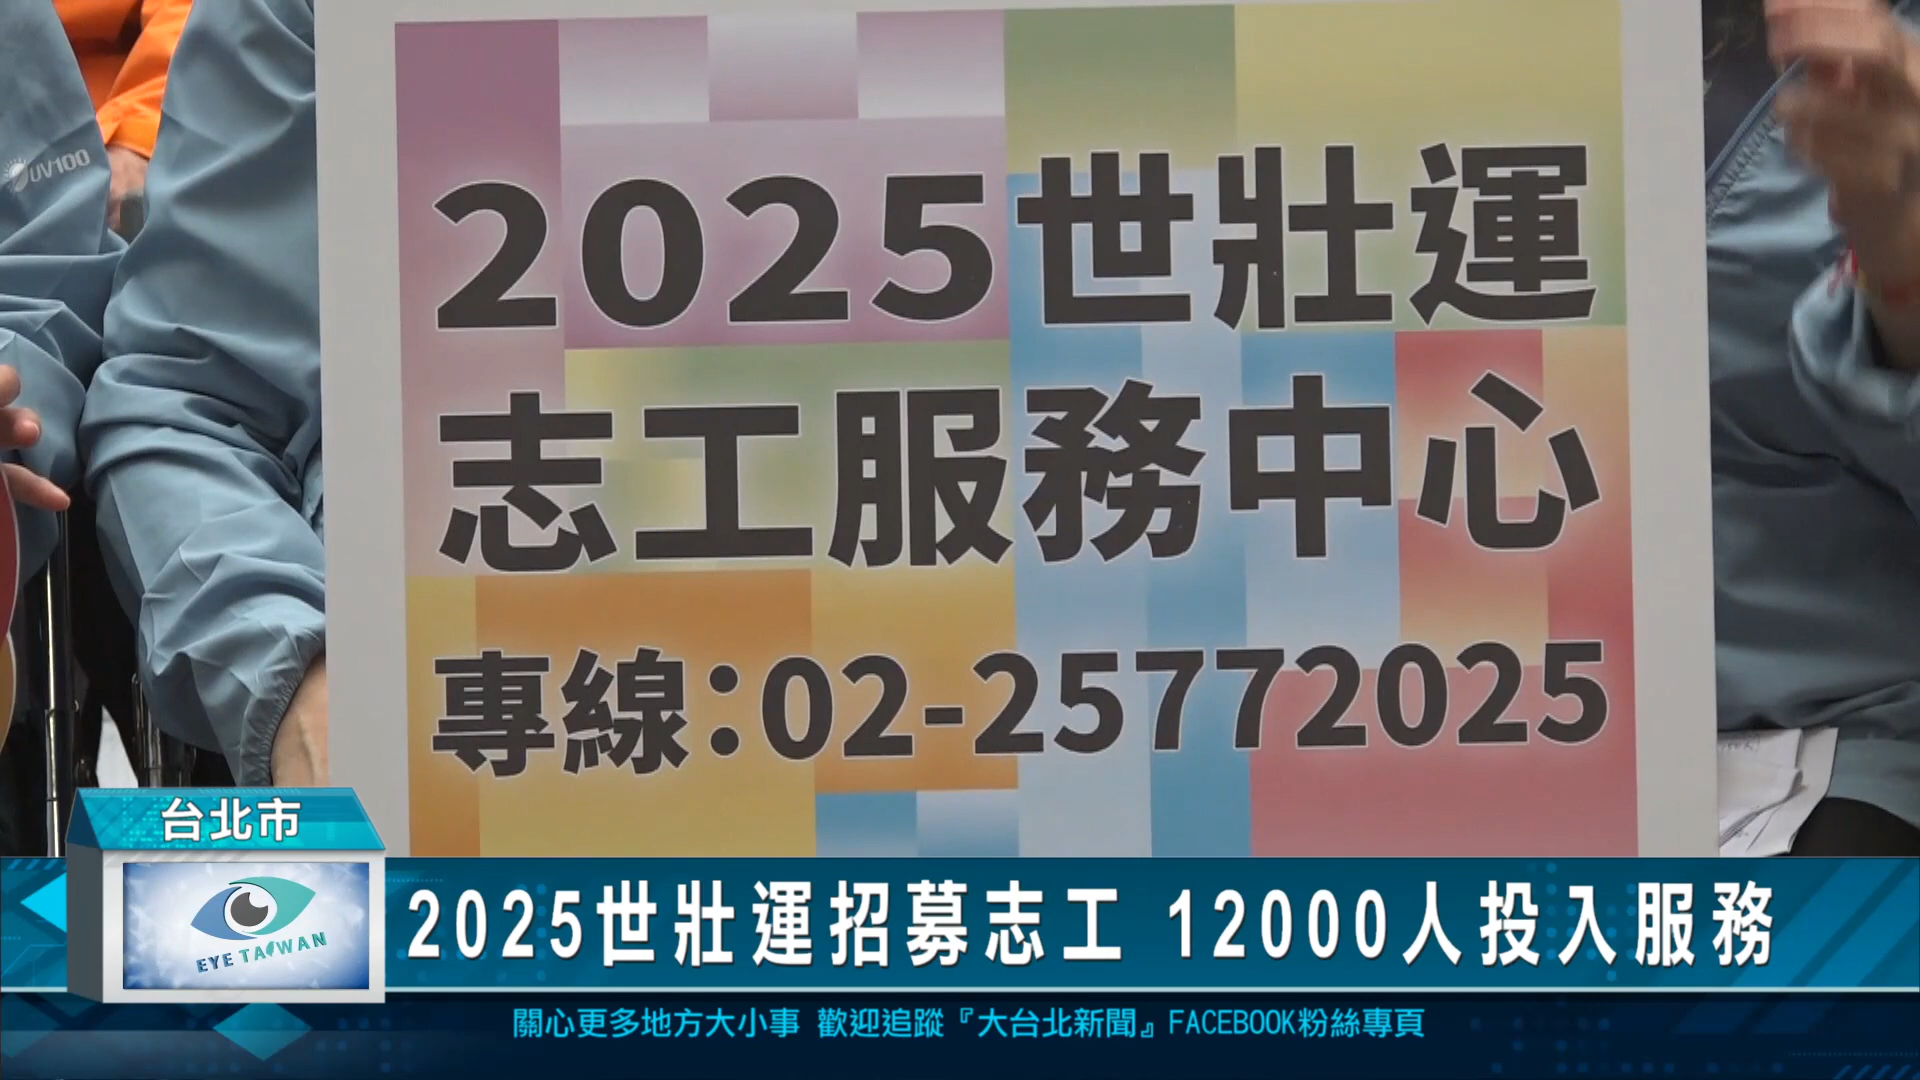 UV100
2025世壯運
志工服務中心
專線:02-25772025
台北市
EYE TAIWAN
2025世壯運招募志工 12000人投入服務
關心更多地方大小事 歡迎追蹤『大台北新聞』FACEBOOK粉絲專頁